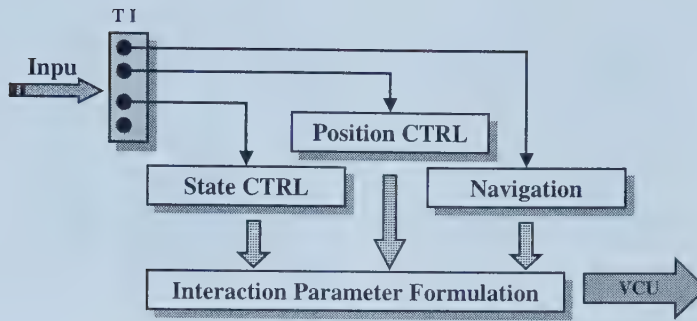 T I
Inpu
Position CTRL
State CTRL
Navigation
Interaction Parameter Formulation
VCU